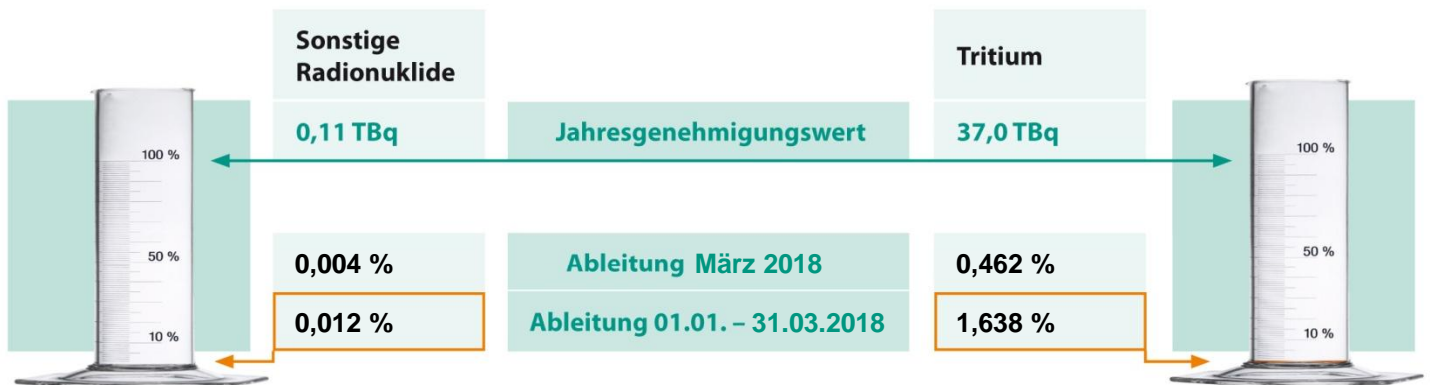 Sonstige
Radionuklide
Tritium
0,11 TBq
Jahresgenehmigungswert
37,0 TBq
100 %
100 %
50 %
0,004 %
Ableitung März 2018
0,462 %
50 %
0,012 %
Ableitung 01.01. – 31.03.2018
1,638 %
10 %
10 %